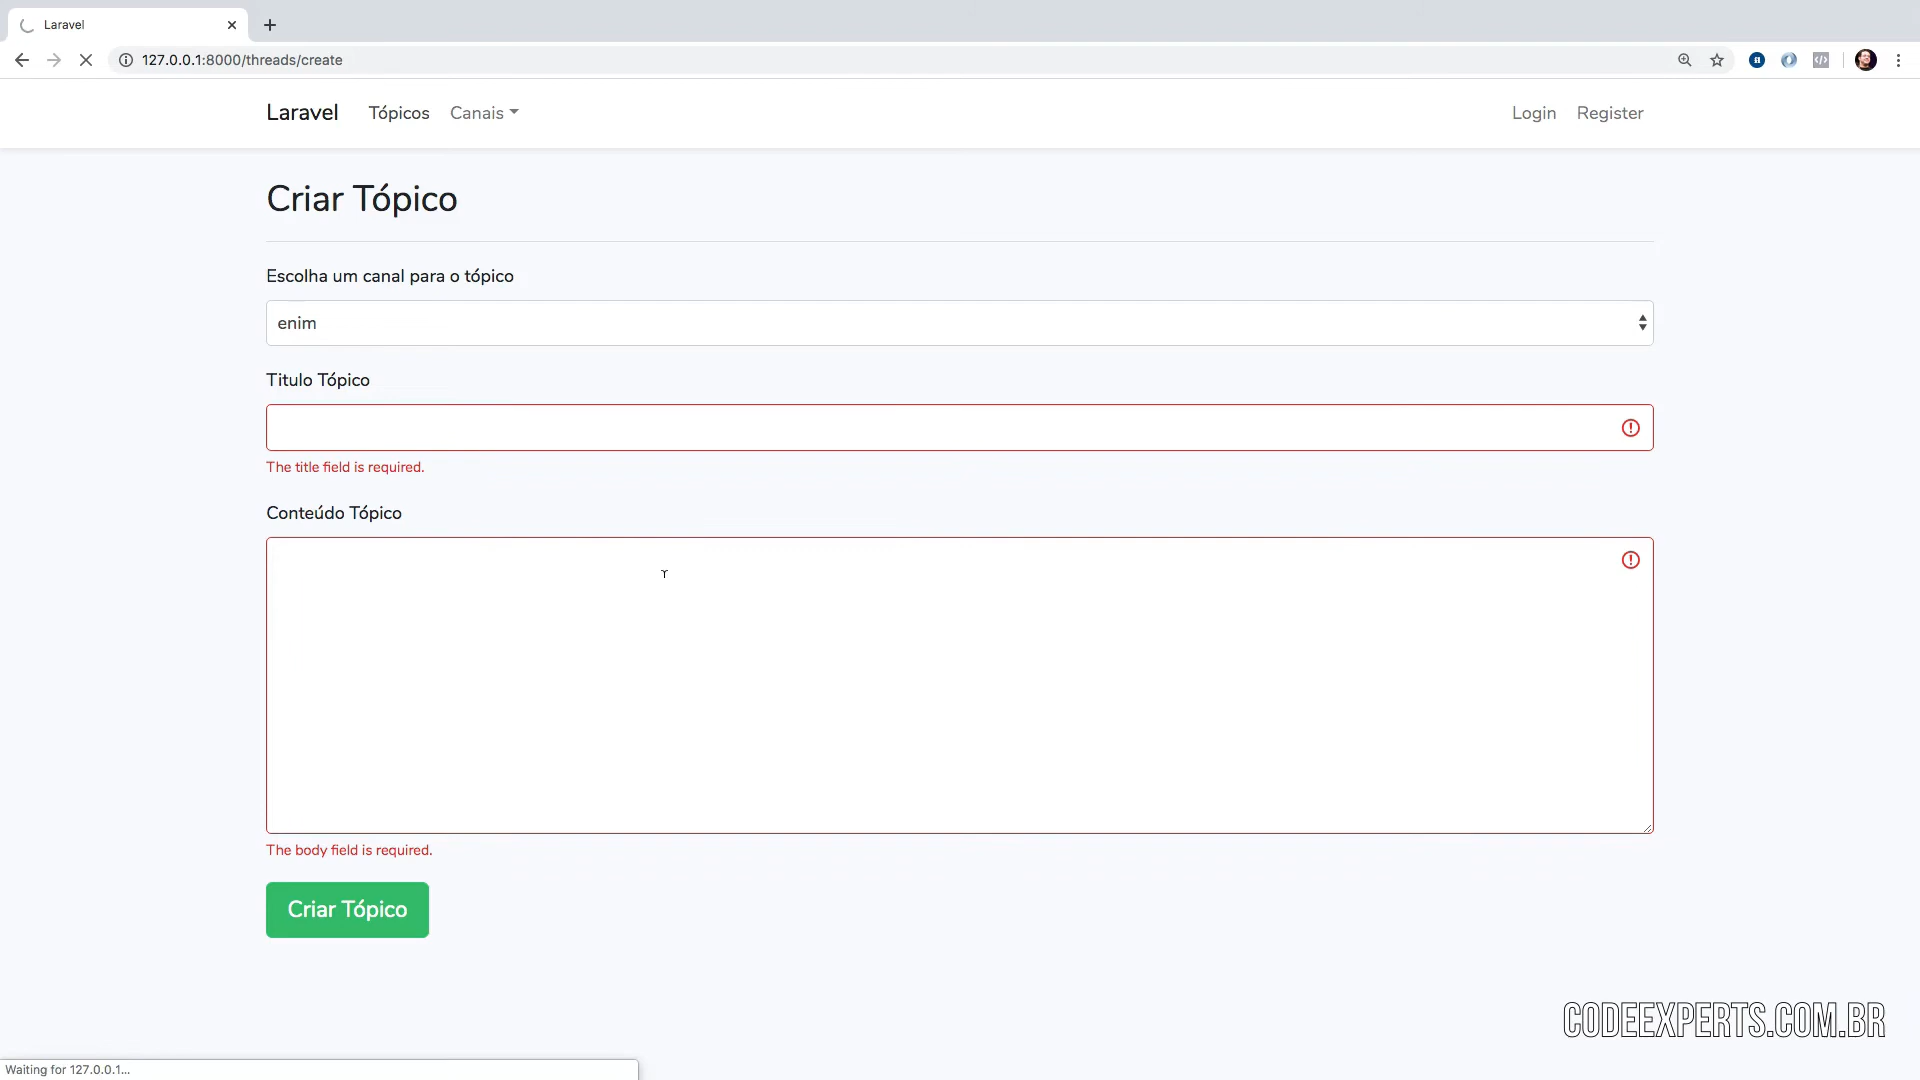 Laravel
127.0.0.1:8000/threads/create
Laravel Tópicos Canais Login Register
Criar Tópico
Escolha um canal para o tópico
enim
Titulo Tópico
The title field is required.
Conteúdo Tópico
The body field is required.
Criar Tópico
CODEEXPERTS.COM.BR
Waiting for 127.0.0.1...